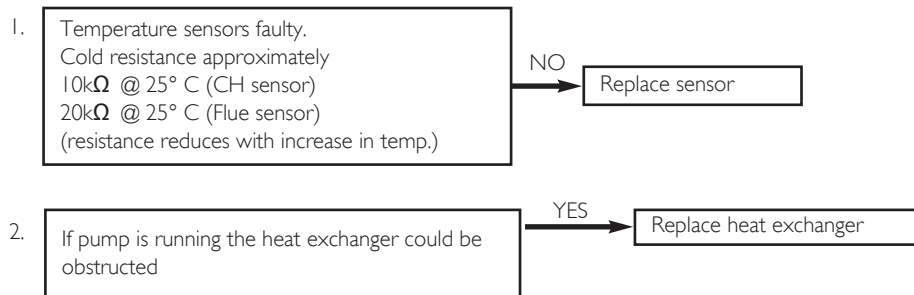 1.
Temperature sensors faulty.
Cold resistance approximately
10kΩ @ 25° C (CH sensor)
20kΩ @ 25° C (Flue sensor)
(resistance reduces with increase in temp.)
NO
Replace sensor
2.
If pump is running the heat exchanger could be
obstructed
YES
Replace heat exchanger